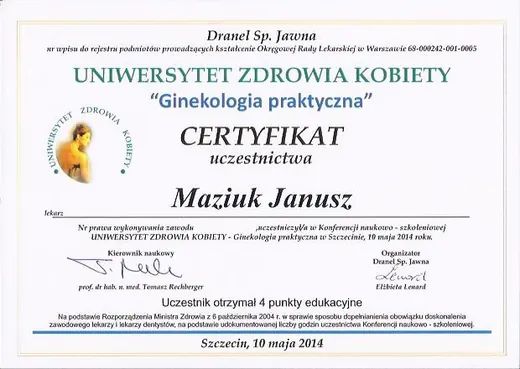 Dranel Sp. Jawna
nr wpisu do rejestru podmiotów prowadzących kształcenie Okręgowej Rady Lekarskiej w Warszawie 68-000242-001-0005
UNIWERSYTET ZDROWIA KOBIETY
“Ginekologia praktyczna”
UNIWERSYTET ZDROWIA KOBIETY
CERTYFIKAT
uczestnictwa
Maziuk Janusz
lekarz
Nr prawa wykonywania zawodu ,uczestniczył/a w Konferencji naukowo - szkoleniowej
UNIWERSYTET ZDROWIA KOBIETY - Ginekologia praktyczna w Szczecinie, 10 maj 2014 roku.
Kierownik naukowy
prof. dr hab. n. med. Tomasz Rechberger
Organizator
Dranel Sp. Jawna
Lenard
Elżbieta Lenard
Uczestnik otrzymał 4 punkty edukacyjne
Na podstawie Rozporządzenia Ministra Zdrowia z 6 października 2004 r. w sprawie sposobu dopełniania obowiązku doskonalenia
zawodowego lekarzy i lekarzy dentystów, na podstawie udokumentowanej liczby godzin uczestnictwa Konferencji naukowo - szkoleniowej.
Szczecin, 10 maja 2014